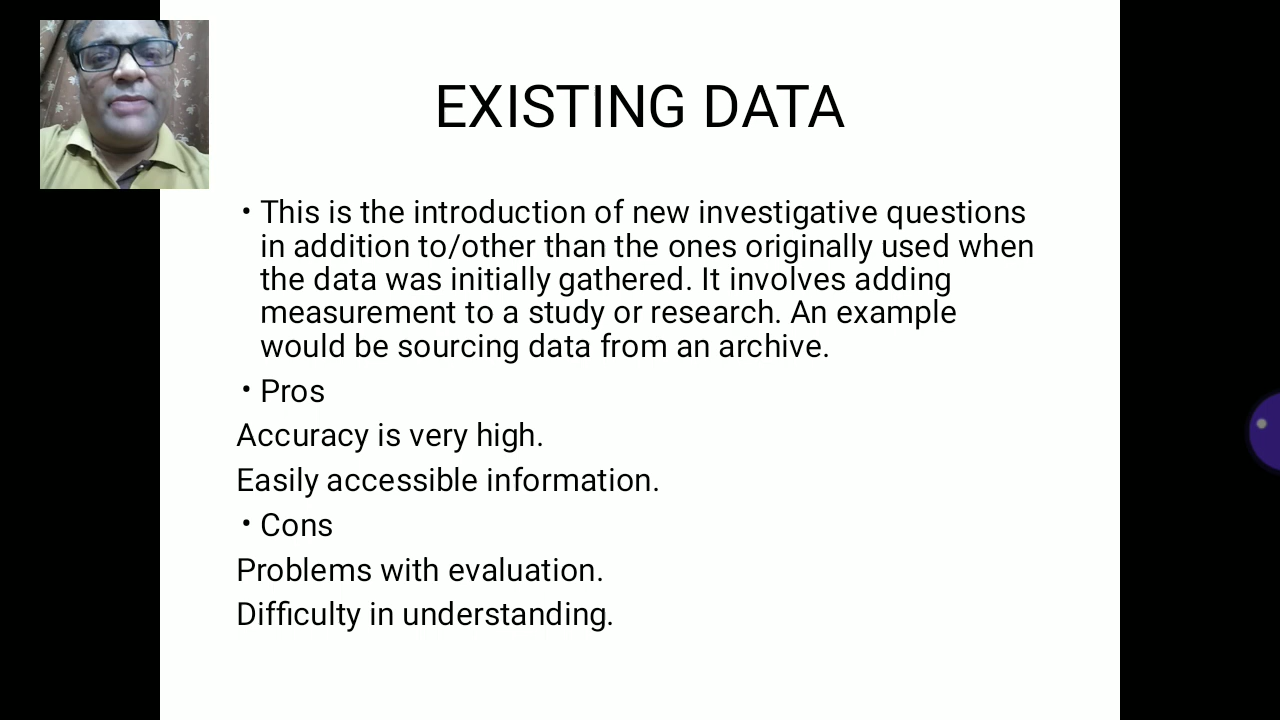 EXISTING DATA
• This is the introduction of new investigative questions
in addition to/other than the ones originally used when
the data was initially gathered. It involves adding
measurement to a study or research. An example
would be sourcing data from an archive.
• Pros
Accuracy is very high.
Easily accessible information.
• Cons
Problems with evaluation.
Difficulty in understanding.